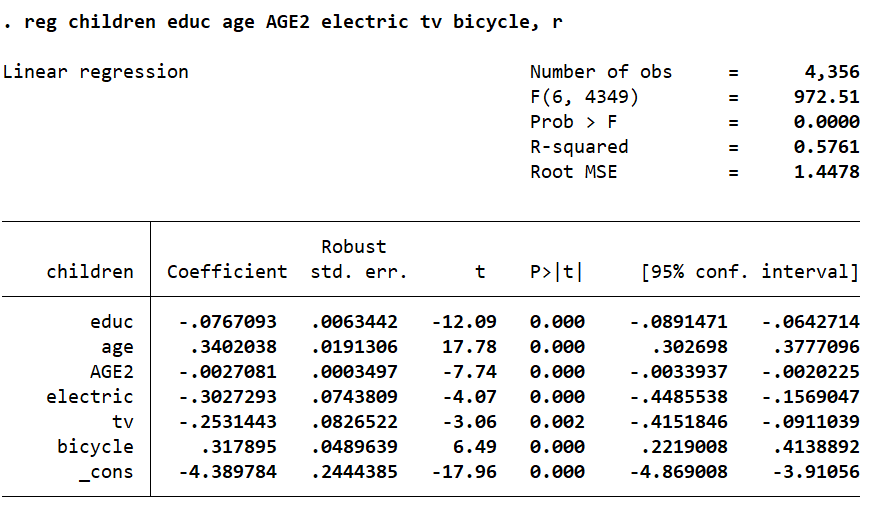 . reg children educ age AGE2 electric tv bicycle, r
Linear regression Number of obs = 4,356
F(6, 4349) = 972.51
Prob > F = 0.0000
R-squared = 0.5761
Root MSE = 1.4478
Robust
children Coefficient std. err. t P>|t| [95% conf. interval]
educ -.0767093 .0063442 -12.09 0.000 -.0891471 -.0642714
age .3402038 .0191306 17.78 0.000 .302698 .3777096
AGE2 -.0027081 .0003497 -7.74 0.000 -.0033937 -.0020225
electric -.3027293 .0743809 -4.07 0.000 -.4485538 -.1569047
tv -.2531443 .0826522 -3.06 0.002 -.4151846 -.0911039
bicycle .317895 .0489639 6.49 0.000 .2219008 .4138892
_cons -4.389784 .2444385 -17.96 0.000 -4.869008 -3.91056